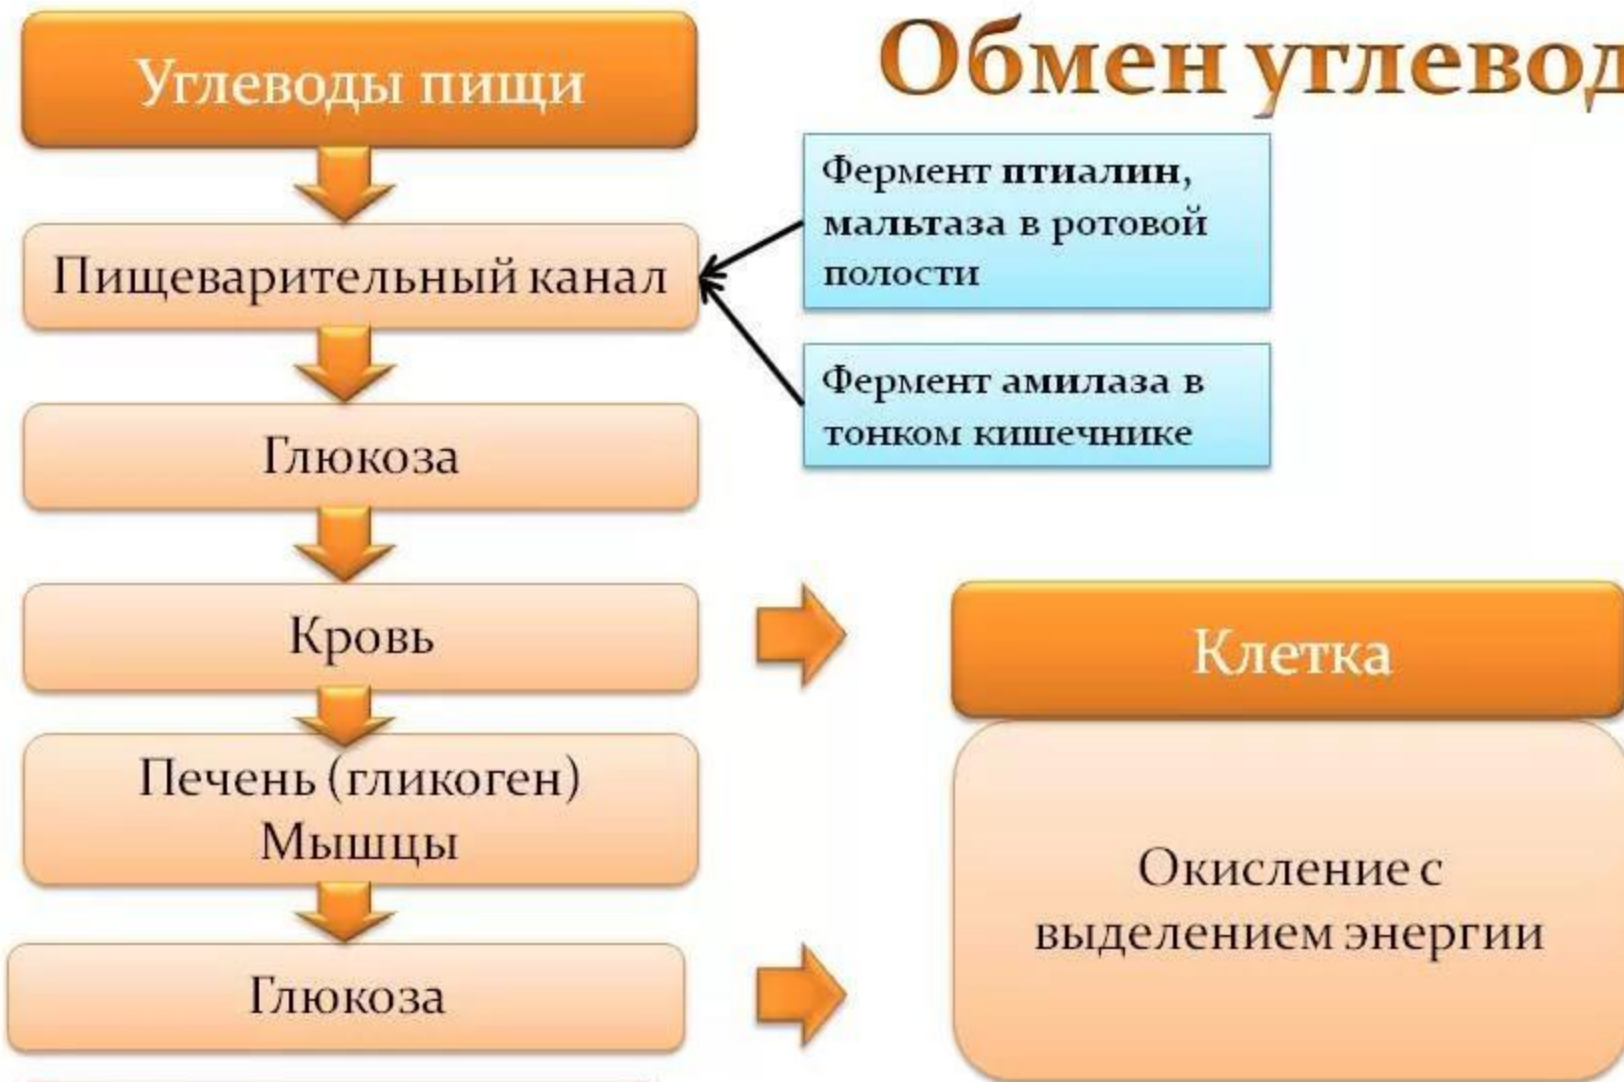 Обмен углевод
Углеводы пищи
Фермент птиалин,
мальтаза в ротовой
полости
Пищеварительный канал
Фермент амилаза в
тонком кишечнике
Глюкоза
Кровь
Клетка
Печень (гликоген)
Мышцы
Окисление с
выделением энергии
Глюкоза